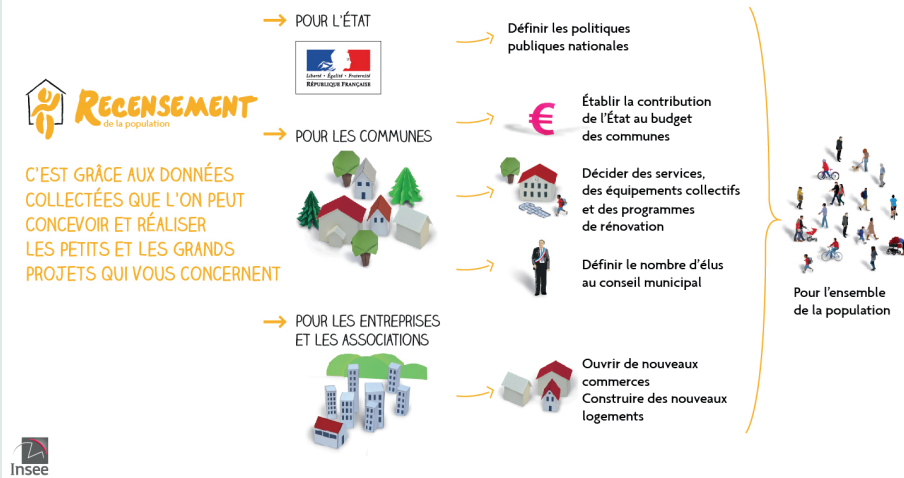 RECENSEMENT
de la population
C'EST GRÂCE AUX DONNÉES
COLLECTÉES QUE L'ON PEUT
CONCEVOIR ET RÉALISER
LES PETITS ET LES GRANDS
PROJETS QUI VOUS CONCERNENT
POUR L'ÉTAT
Liberté • Égalité • Fraternité
RÉPUBLIQUE FRANÇAISE
Définir les politiques
publiques nationales
POUR LES COMMUNES
€
Établir la contribution
de l'État au budget
des communes
Décider des services,
des équipements collectifs
et des programmes
de rénovation
Définir le nombre d'élus
au conseil municipal
POUR LES ENTREPRISES
ET LES ASSOCIATIONS
Ouvrir de nouveaux
commerces
Construire des nouveaux
logements
Pour l'ensemble
de la population
Insee